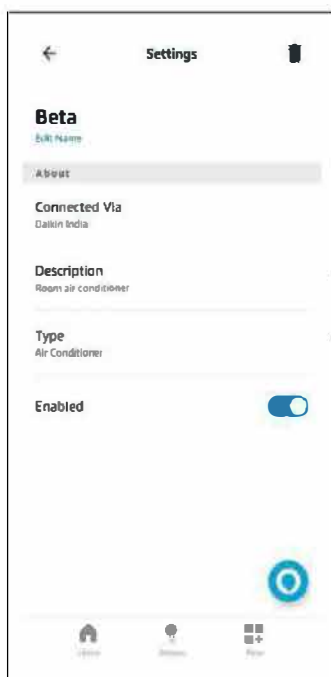 Settings
Beta
Edit Name
About
Connected Via
Daikin India
Description
Room air conditioner
Type
Air Conditioner
Enabled